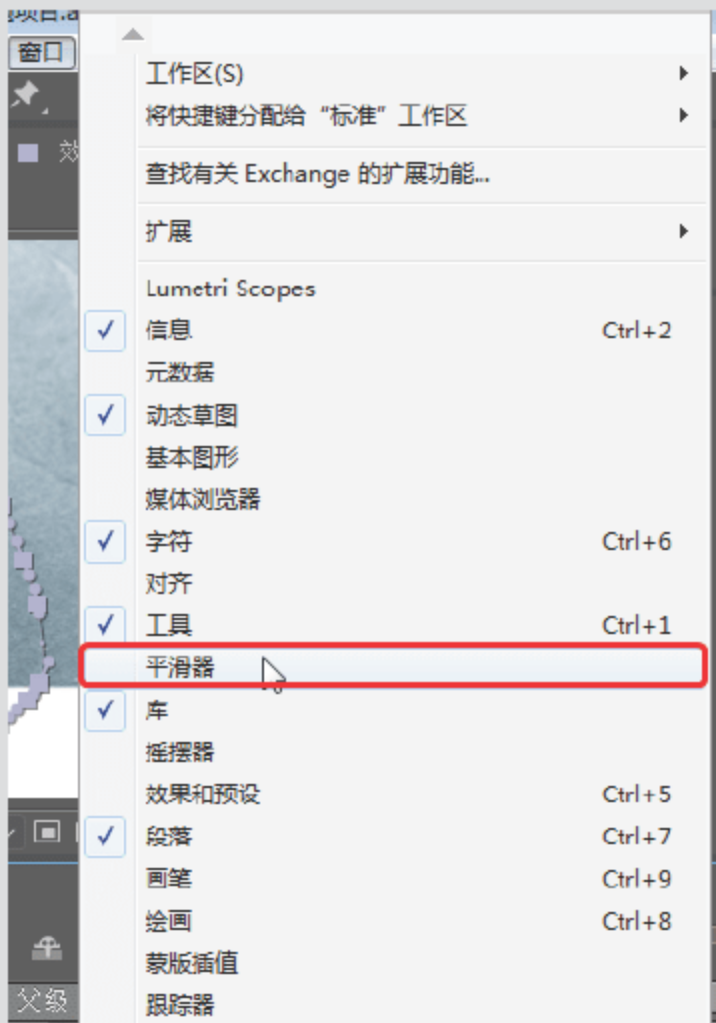 窗口
工作区(S)
将快捷键分配给“标准”工作区
效
查找有关 Exchange 的扩展功能...
扩展
Lumetri Scopes
信息 Ctrl+2
元数据
动态草图
基本图形
媒体浏览器
字符 Ctrl+6
对齐
工具 Ctrl+1
平滑器
库
摇摆器
效果和预设 Ctrl+5
段落 Ctrl+7
画笔 Ctrl+9
绘画 Ctrl+8
蒙版插值
父级
跟踪器